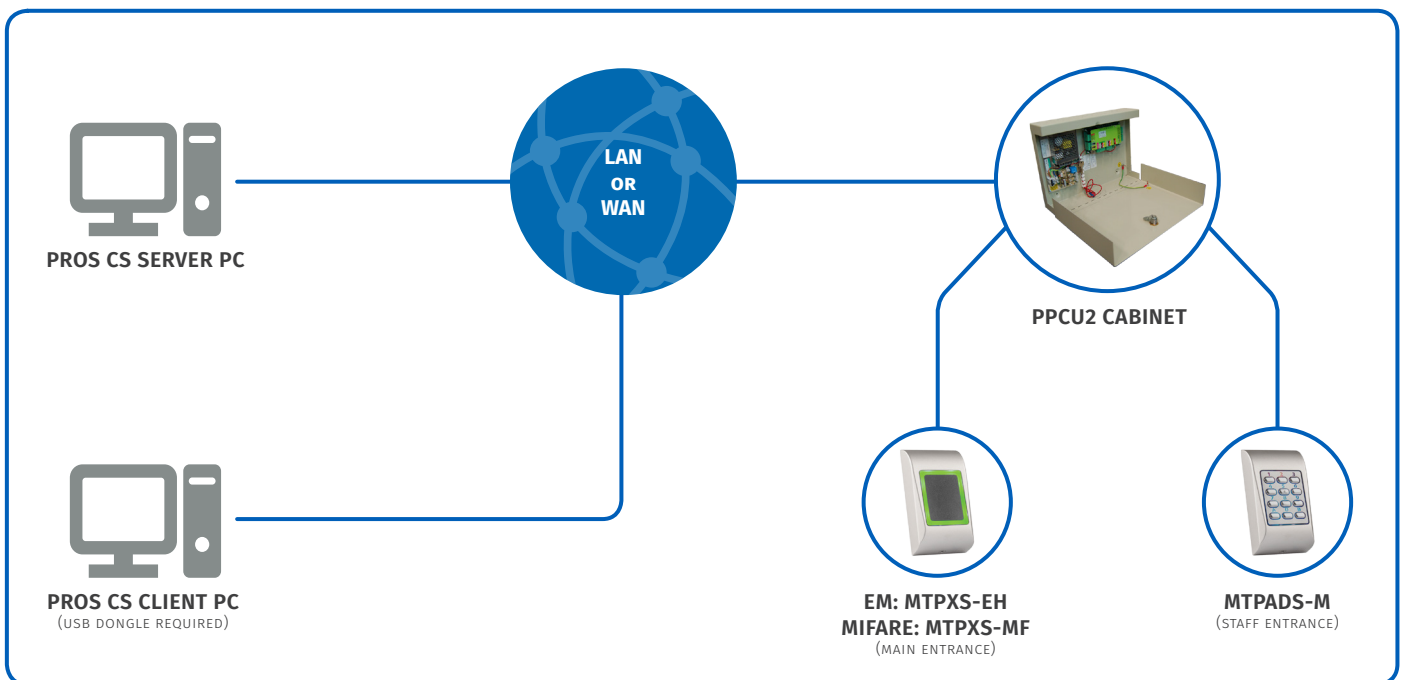 LAN
OR
WAN
PROS CS SERVER PC
PPCU2 CABINET
PROS CS CLIENT PC
(USB DONGLE REQUIRED)
EM: MTPXS-EH
MIFARE: MTPXS-MF
(MAIN ENTRANCE)
MTPADS-M
(STAFF ENTRANCE)